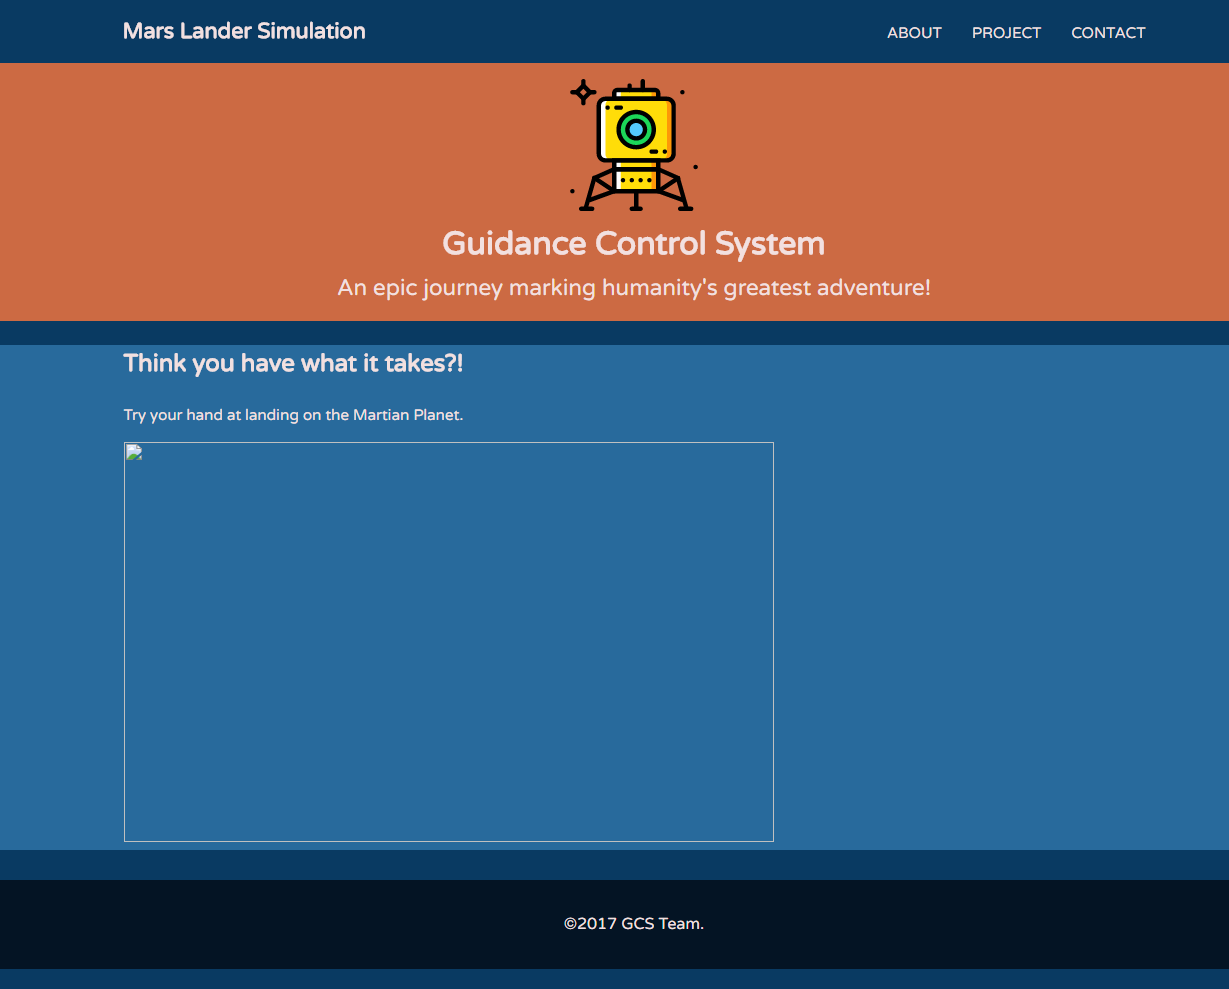 Mars Lander Simulation
ABOUT PROJECT CONTACT
Guidance Control System
An epic journey marking humanity's greatest adventure!
Think you have what it takes?!
Try your hand at landing on the Martian Planet.
©2017 GCS Team.